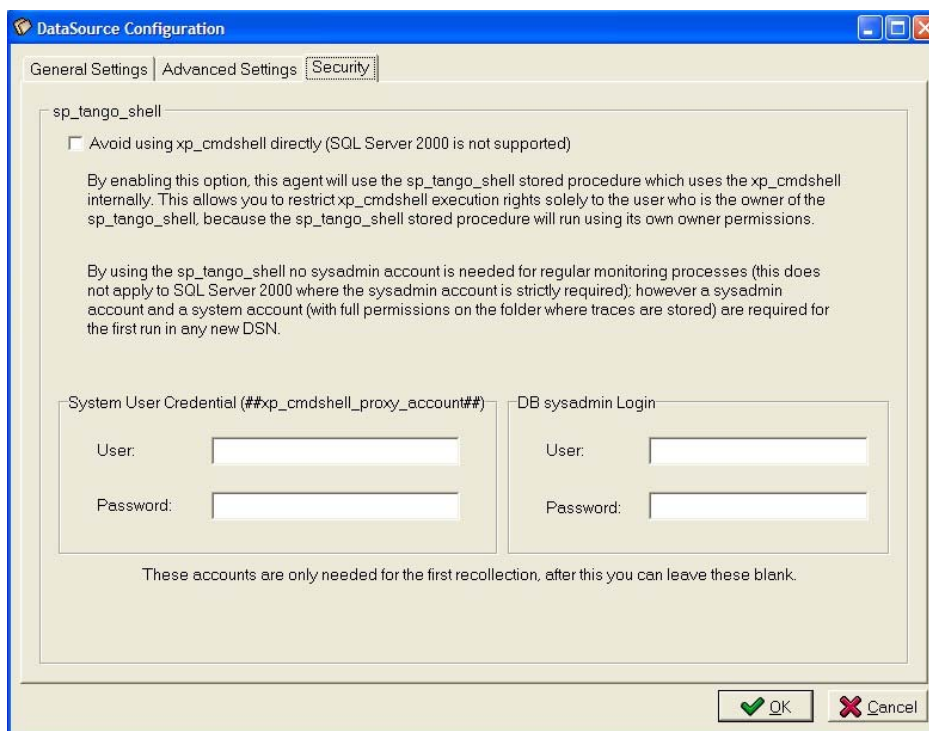 DataSource Configuration
General Settings Advanced Settings Security
sp_tango_shell
Avoid using xp_cmdshell directly (SQL Server 2000 is not supported)
By enabling this option, this agent will use the sp_tango_shell stored procedure which uses the xp_cmdshell
internally. This allows you to restrict xp_cmdshell execution rights solely to the user who is the owner of the
sp_tango_shell, because the sp_tango_shell stored procedure will run using its own owner permissions.
By using the sp_tango_shell no sysadmin account is needed for regular monitoring processes (this does
not apply to SQL Server 2000 where the sysadmin account is strictly required); however a sysadmin
account and a system account (with full permissions on the folder where traces are stored) are required for
the first run in any new DSN.
System User Credential (##xp_cmdshell_proxy_account##)
User:
Password:
DB sysadmin Login
User:
Password:
These accounts are only needed for the first recollection, after this you can leave these blank.
OK Cancel